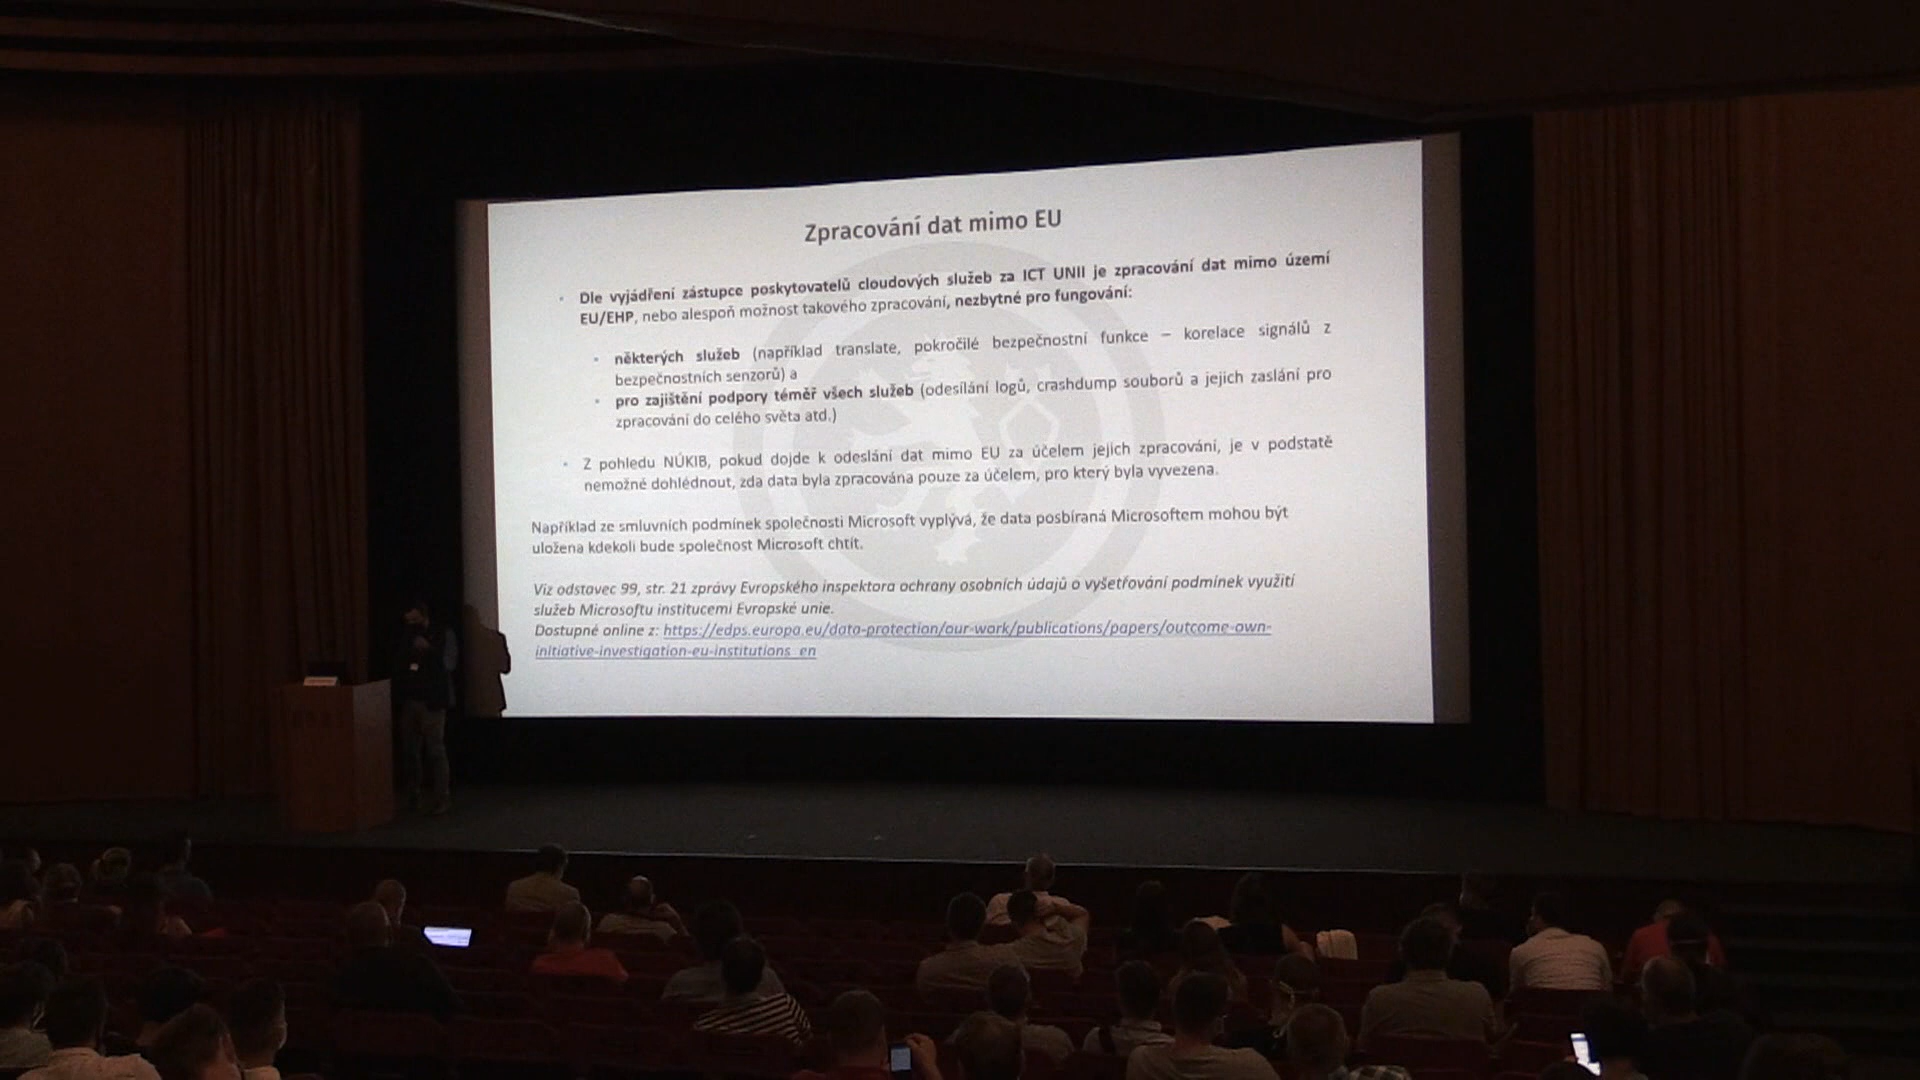 Zpracování dat mimo EU
Dle vyjádření zástupce poskytovatelů cloudových služeb za ICT UNII je zpracování dat mimo území
EU/EHP, nebo alespoň možnost takového zpracování, nezbytné pro fungování:
některých služeb (například translate, pokročilé bezpečnostní funkce – korelace signálů z
bezpečnostních senzorů) a
pro zajištění podpory téměř všech služeb (odesílání logů, crashdump souborů a jejich zaslání pro
zpracování do celého světa atd.)
Z pohledu NÚKIB, pokud dojde k odeslání dat mimo EU za účelem jejich zpracování, je v podstatě
nemožné dohlédnout, zda data byla zpracována pouze za účelem, pro který byla vyvezena.
Například ze smluvních podmínek společnosti Microsoft vyplývá, že data posbíraná Microsoftem mohou být
uložena kdekoli bude společnost Microsoft chtít.
Viz odstavec 99, str. 21 zprávy Evropského inspektora ochrany osobních údajů o vyšetřování podmínek využití
služeb Microsoftu institucemi Evropské unie.
Dostupné online z: https://edps.europa.eu/data-protection/our-work/publications/papers/outcome-own-
initiative-investigation-eu-institutions_en